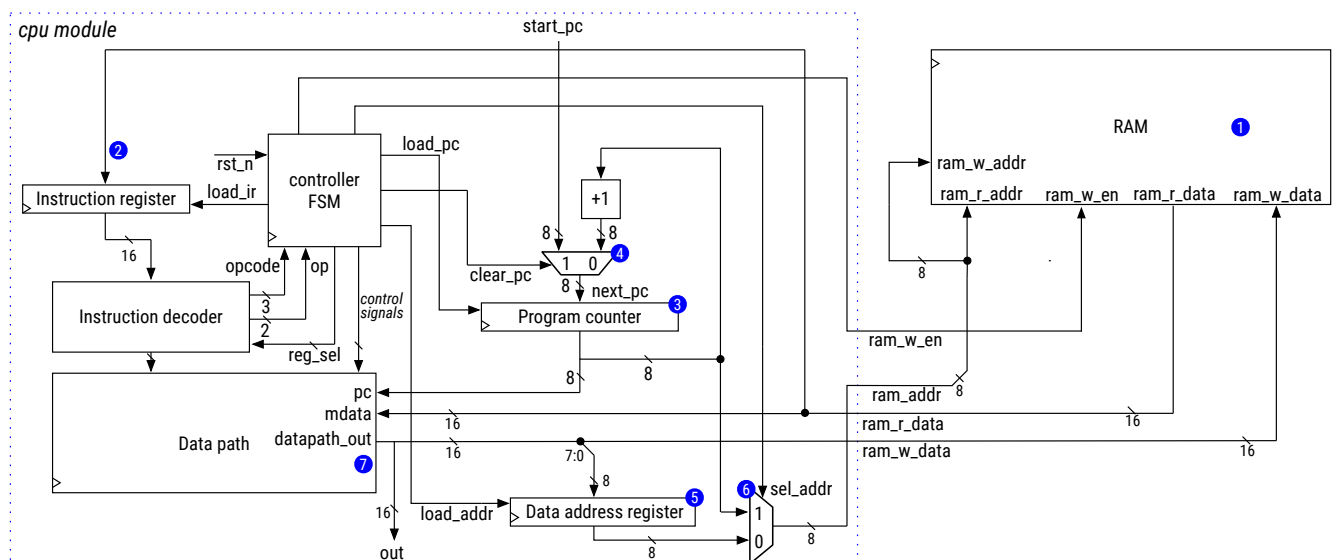 cpu module
start_pc
2
rst_n
load_ir
Instruction register
controller
FSM
load_pc
+1
RAM
1
ram_w_addr
ram_r_addr
ram_w_en
ram_r_data
ram_w_data
16
8
8
1 0
4
clear_pc
8
next_pc
opcode
op
3
2
control
signals
Instruction decoder
reg_sel
Program counter
3
8
8
8
ram_w_en
pc
8
ram_addr
mdata
16
ram_r_data
16
Data path
datapath_out
16
7:0
ram_w_data
16
7
8
16
load_addr
Data address register
5
8
6
sel_addr
1
0
8
out